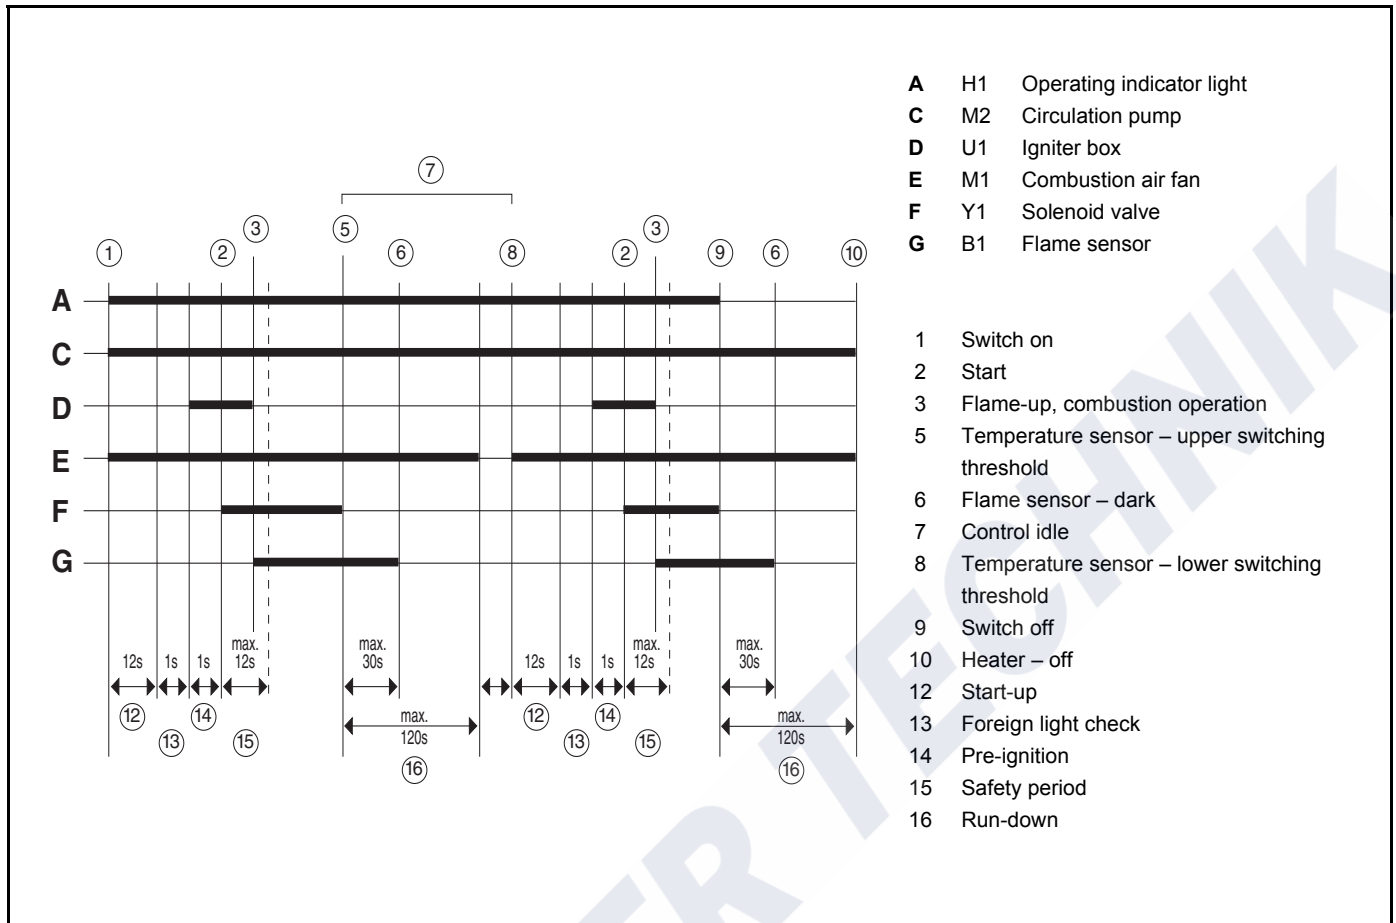 A H1 Operating indicator light
C M2 Circulation pump
D U1 Igniter box
E M1 Combustion air fan
F Y1 Solenoid valve
G B1 Flame sensor
7
3 5 3
1 2 6 8 2 9 6 10
A
C
D
E
F
G
12s 1s 1s max. 12s max. 30s 12s 1s 1s max. 12s max. 30s
12 14 12 14
13 15 max. 120s 13 15 max. 120s
16 16
1 Switch on
2 Start
3 Flame-up, combustion operation
5 Temperature sensor – upper switching
threshold
6 Flame sensor – dark
7 Control idle
8 Temperature sensor – lower switching
threshold
9 Switch off
10 Heater – off
12 Start-up
13 Foreign light check
14 Pre-ignition
15 Safety period
16 Run-down
TECHNIK